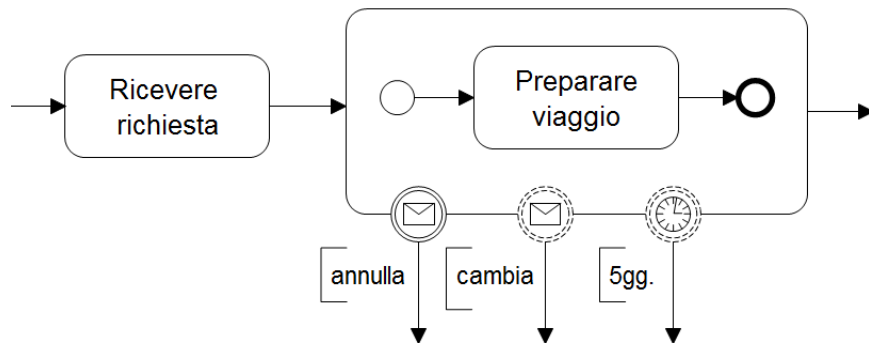 Ricevere
richiesta
Preparare
viaggio
annulla
cambia
5gg.